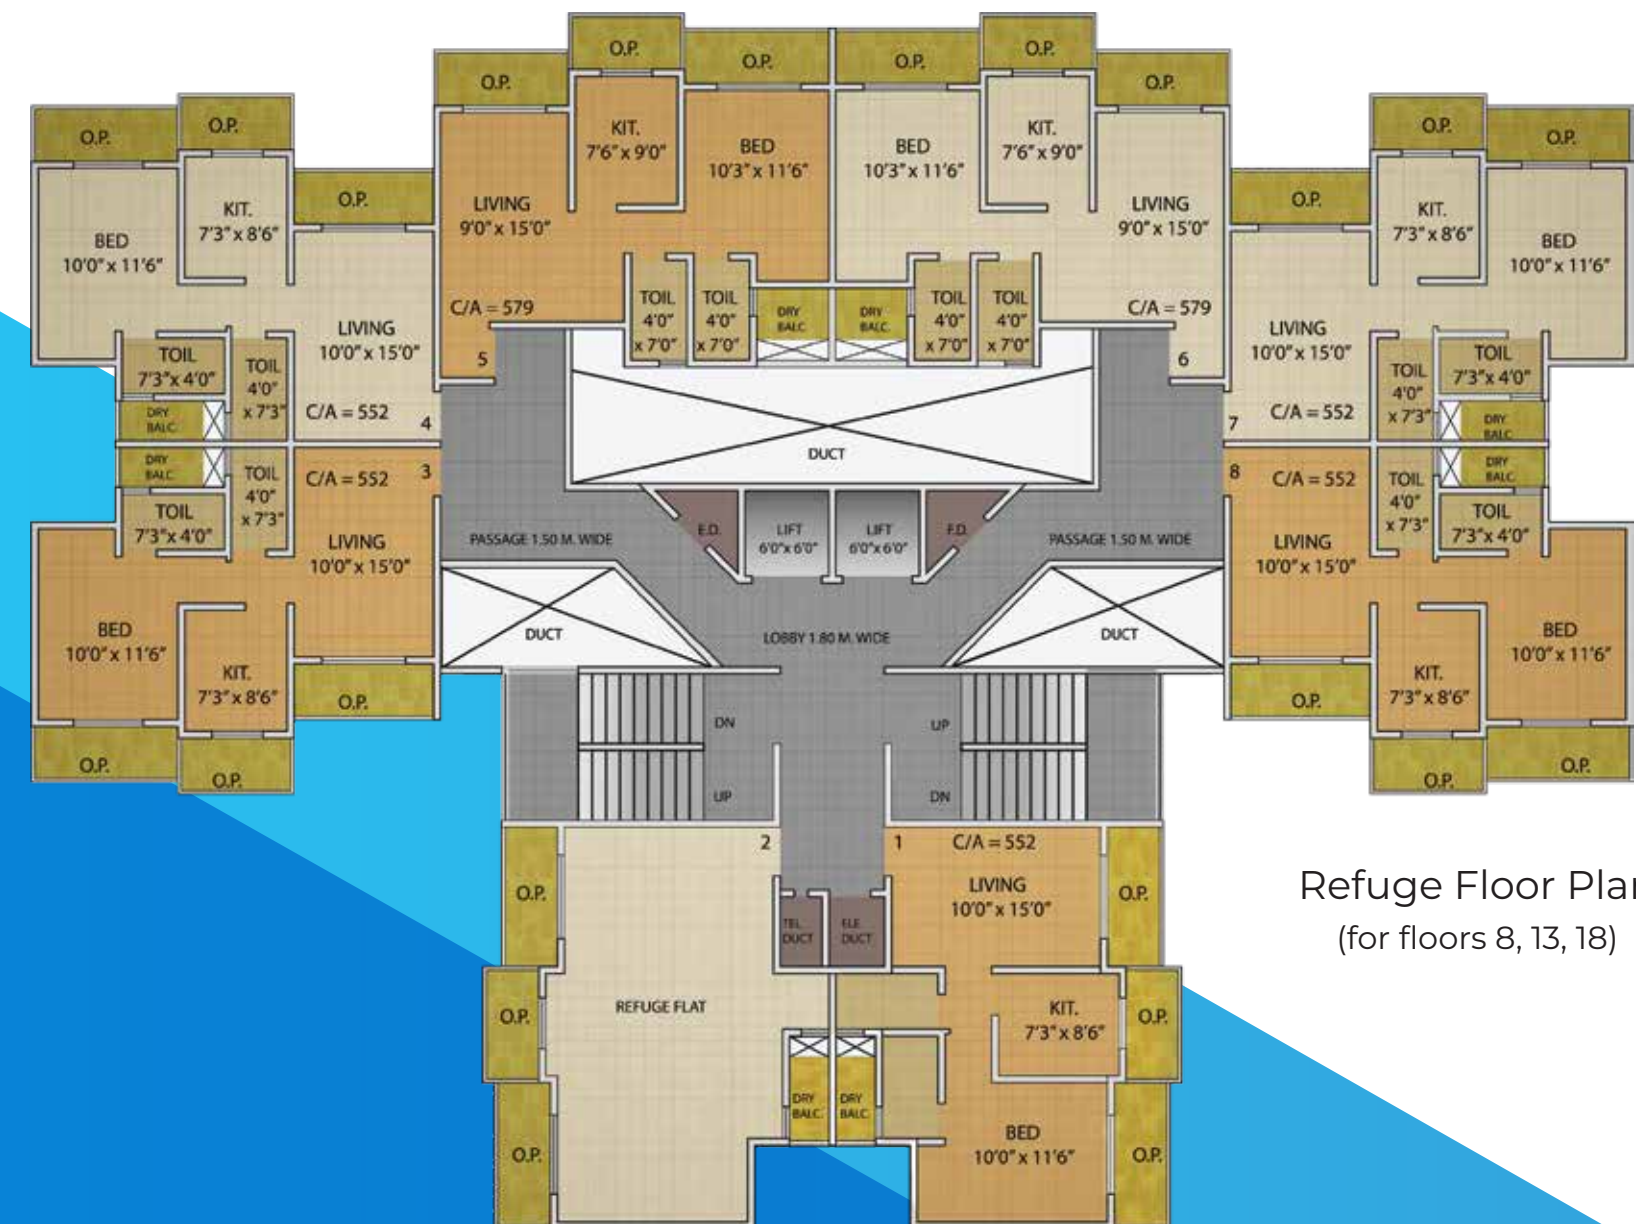 O.P.
O.P.
O.P.
O.P.
O.P.
O.P.
O.P.
O.P.
O.P.
O.P.
O.P.
O.P.
KIT.
7'6" x 9'0"
BED
10'3" x 11'6"
LIVING
9'0" x 15'0"
C/A = 579
5
TOIL
4'0"
x 7'0"
TOIL
4'0"
x 7'0"
DRY
BALC.
BED
10'3" x 11'6"
KIT.
7'6" x 9'0"
LIVING
9'0" x 15'0"
C/A = 579
6
DRY
BALC.
TOIL
4'0"
x 7'0"
TOIL
4'0"
x 7'0"
BED
10'0" x 11'6"
KIT.
7'3" x 8'6"
LIVING
10'0" x 15'0"
C/A = 552
4
TOIL
7'3" x 4'0"
TOIL
4'0"
x 7'3"
DRY
BALC.
KIT.
7'3" x 8'6"
BED
10'0" x 11'6"
LIVING
10'0" x 15'0"
C/A = 552
7
TOIL
4'0"
x 7'3"
TOIL
7'3" x 4'0"
DRY
BALC.
DUCT
DRY
BALC.
TOIL
4'0"
x 7'3"
TOIL
7'3" x 4'0"
C/A = 552
3
LIVING
10'0" x 15'0"
BED
10'0" x 11'6"
KIT.
7'3" x 8'6"
O.P.
O.P.
O.P.
PASSAGE 1.50 M. WIDE
E.D.
LIFT
6'0" x 6'0"
LIFT
6'0" x 6'0"
F.D.
PASSAGE 1.50 M. WIDE
DUCT
LOBBY 1.80 M. WIDE
DUCT
8
C/A = 552
LIVING
10'0" x 15'0"
TOIL
4'0"
x 7'3"
DRY
BALC.
TOIL
7'3" x 4'0"
BED
10'0" x 11'6"
KIT.
7'3" x 8'6"
O.P.
O.P.
O.P.
DN
UP
UP
DN
2
REFUGE FLAT
O.P.
O.P.
O.P.
TEL.
DUCT
ELE.
DUCT
DRY
BALC.
DRY
BALC.
1
C/A = 552
LIVING
10'0" x 15'0"
KIT.
7'3" x 8'6"
BED
10'0" x 11'6"
O.P.
O.P.
O.P.
Refuge Floor Plan
(for floors 8, 13, 18)